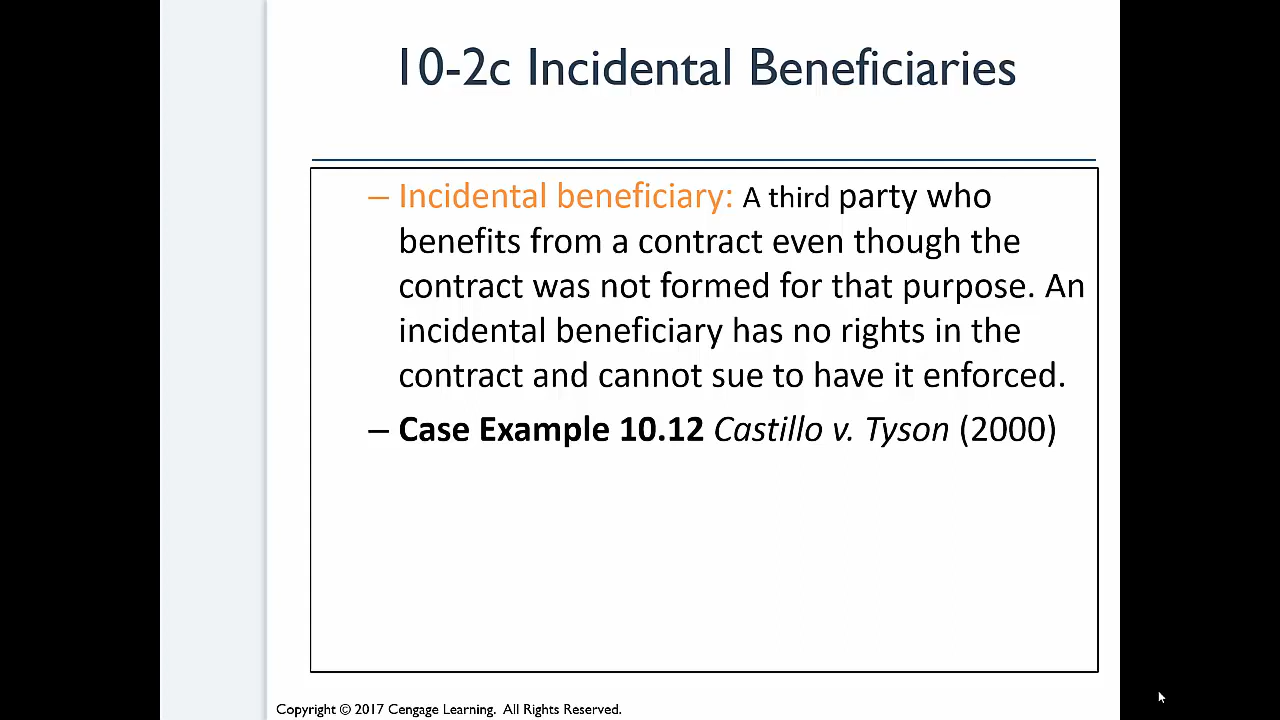 10-2c Incidental Beneficiaries
– Incidental beneficiary: A third party who
benefits from a contract even though the
contract was not formed for that purpose. An
incidental beneficiary has no rights in the
contract and cannot sue to have it enforced.
– Case Example 10.12 Castillo v. Tyson (2000)
Copyright © 2017 Cengage Learning. All Rights Reserved.